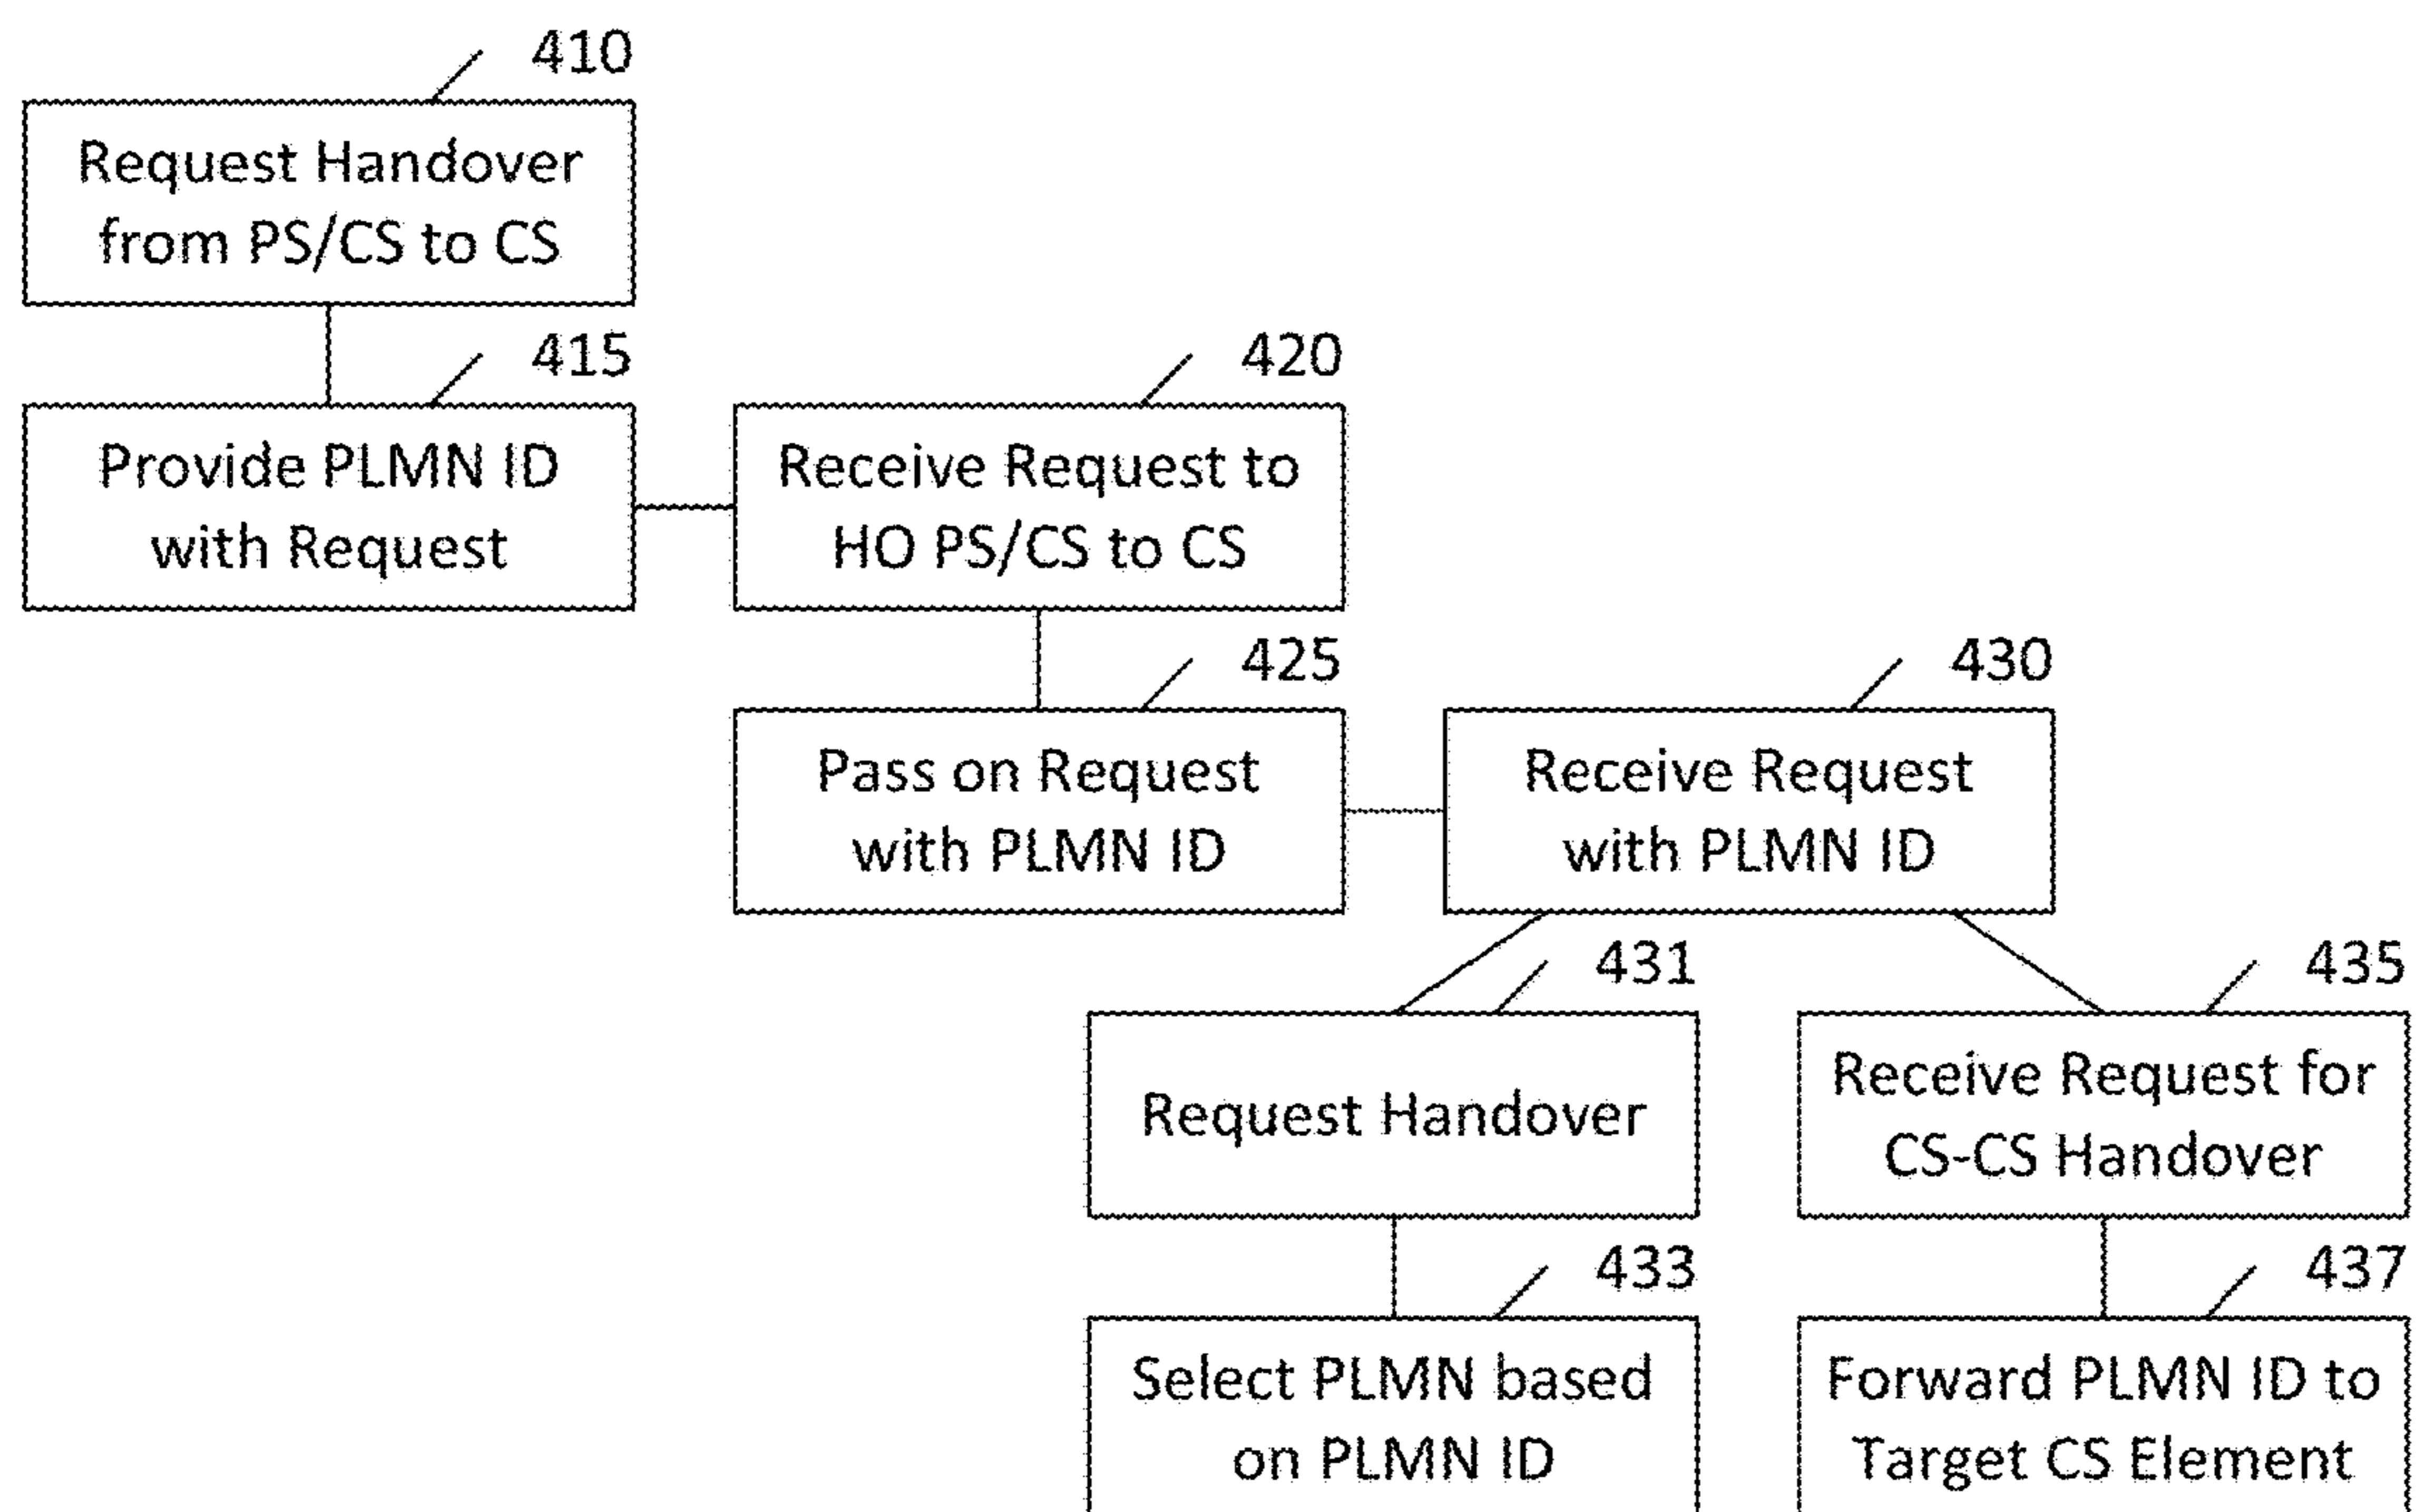 410
Request Handover
from PS/CS to CS
415
Provide PLMN ID
with Request
420
Receive Request to
HO PS/CS to CS
425
Pass on Request
with PLMN ID
430
Receive Request
with PLMN ID
431
Request Handover
433
Select PLMN based
on PLMN ID
435
Receive Request for
CS-CS Handover
437
Forward PLMN ID to
Target CS Element